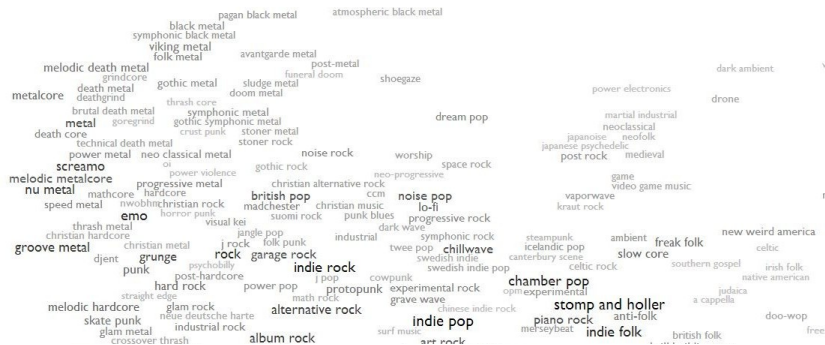 pagan black metal
atmospheric black metal
black metal
symphonic black metal
viking metal
folk metal
avantgarde metal
post-metal
melodic death metal
funeral doom
dark ambient
grindcore
shoegaze
death metal
gothic metal
sludge metal
power electronics
doom metal
metalcore
deathgrind
drone
thrash core
brutal death metal
symphonic metal
martial industrial
dream pop
metal
goregrind
gothic symphonic metal
neoclassical
death core
crust punk
stoner metal
japanoise
neofolk
technical death metal
stoner rock
japanese psychedelic
power metal
neo classical metal
noise rock
worship
post rock
medieval
screamo
oi
gothic rock
space rock
power violence
neo-progressive
game
melodic metalcore
progressive metal
christian alternative rock
video game music
nu metal
mathcore
hardcore
british pop
ccm
noise pop
vaporwave
speed metal
nwobhm
christian rock
madchester
christian music
lo-fi
kraut rock
emo
horror punk
suomi rock
punk blues
progressive rock
visual kei
thrash metal
dark wave
christian hardcore
jangle pop
industrial
symphonic rock
steampunk
ambient
new weird america
groove metal
christian metal
j rock
folk punk
twee pop
chillwave
icelandic pop
freak folk
celtic
djent
grunge
rock
garage rock
swedish indie
canterbury scene
slow core
punk
psychobilly
indie rock
swedish indie pop
celtic rock
southern gospel
irish folk
post-hardcore
j pop
cowpunk
chamber pop
native american
hard rock
power pop
protopunk
experimental rock
opm
experimental
judaica
straight edge
math rock
grave wave
a cappella
melodic hardcore
glam rock
alternative rock
chinese indie rock
stomp and holler
skate punk
neue deutsche harte
indie pop
piano rock
anti-folk
doo-wop
glam metal
industrial rock
surf music
merseybeat
indie folk
british folk
free
crossover thrash
album rock
art rock